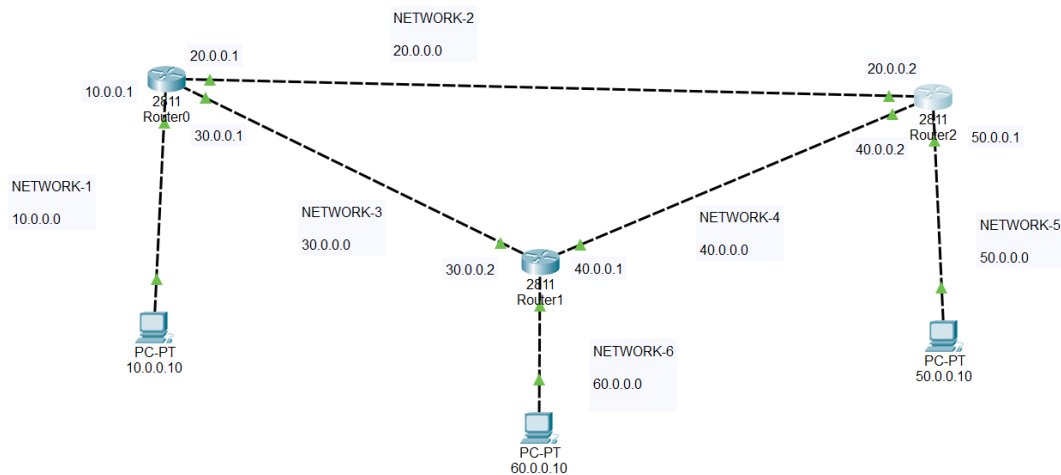 NETWORK-2
20.0.0.0
20.0.0.1
10.0.0.1
2811
Router0
30.0.0.1
20.0.0.2
2811
Router2
40.0.0.2
50.0.0.1
NETWORK-1
10.0.0.0
NETWORK-3
30.0.0.0
NETWORK-4
40.0.0.0
NETWORK-5
50.0.0.0
30.0.0.2
40.0.0.1
2811
Router1
PC-PT
10.0.0.10
NETWORK-6
60.0.0.0
PC-PT
50.0.0.10
PC-PT
60.0.0.10